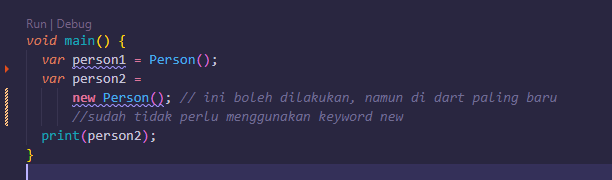 Run | Debug
void main() {
var person1 = Person();
var person2 =
new Person(); // ini boleh dilakukan, namun di dart paling baru
//sudah tidak perlu menggunakan keyword new
print(person2);
}